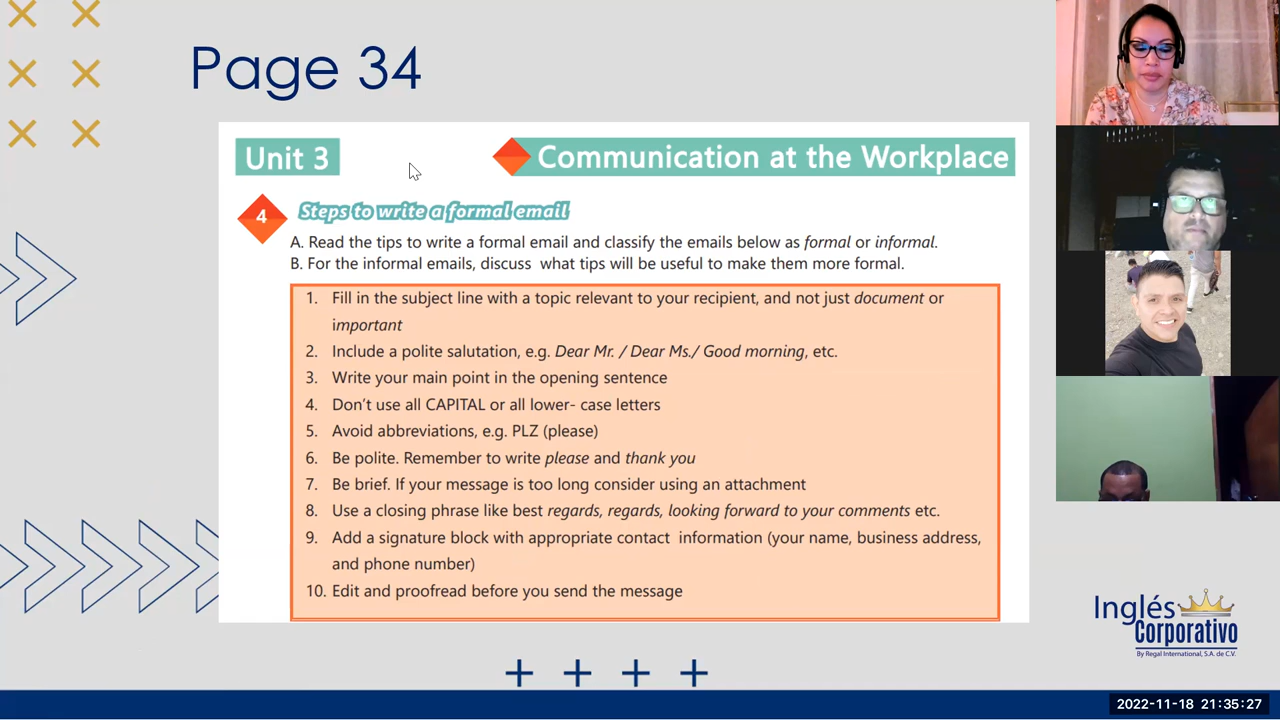 Page 34
Unit 3
Communication at the Workplace
4
Steps to write a formal email
A. Read the tips to write a formal email and classify the emails below as formal or informal.
B. For the informal emails, discuss what tips will be useful to make them more formal.
1. Fill in the subject line with a topic relevant to your recipient, and not just document or
important
2. Include a polite salutation, e.g. Dear Mr. / Dear Ms./ Good morning, etc.
3. Write your main point in the opening sentence
4. Don't use all CAPITAL or all lower- case letters
5. Avoid abbreviations, e.g. PLZ (please)
6. Be polite. Remember to write please and thank you
7. Be brief. If your message is too long consider using an attachment
8. Use a closing phrase like best regards, regards, looking forward to your comments etc.
9. Add a signature block with appropriate contact information (your name, business address,
and phone number)
10. Edit and proofread before you send the message
Inglés
Corporativo
By Regal International, S.A. de C.V.
2022-11-18 21:35:27